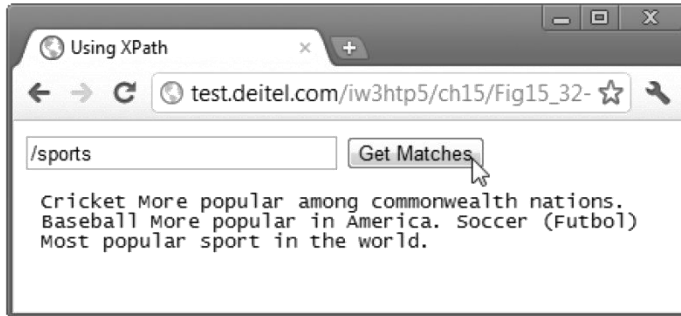 Using XPath
test.deitel.com/iw3htp5/ch15/Fig15_32-
/sports
Get Matches
Cricket More popular among commonwealth nations.
Baseball More popular in America. Soccer (Futbol)
Most popular sport in the world.